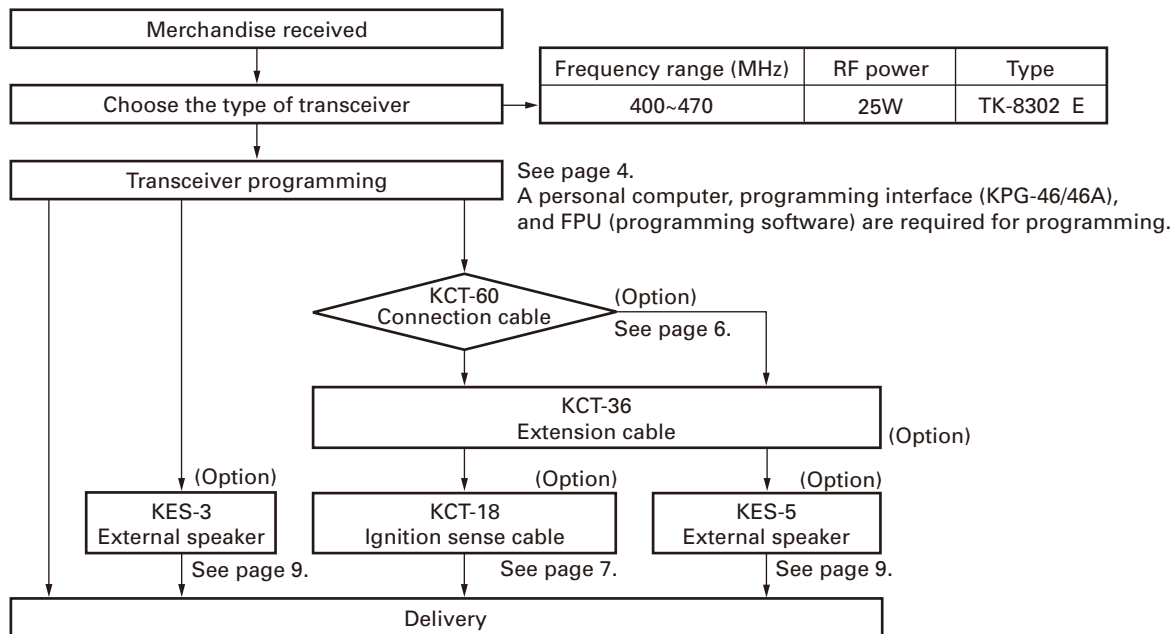 Merchandise received
Choose the type of transceiver
Frequency range (MHz) RF power Type
400~470 25W TK-8302 E
Transceiver programming
See page 4.
A personal computer, programming interface (KPG-46/46A),
and FPU (programming software) are required for programming.
KCT-60
Connection cable
(Option)
See page 6.
KCT-36
Extension cable
(Option)
(Option)
KES-3
External speaker
See page 9.
(Option)
KCT-18
Ignition sense cable
See page 7.
(Option)
KES-5
External speaker
See page 9.
Delivery